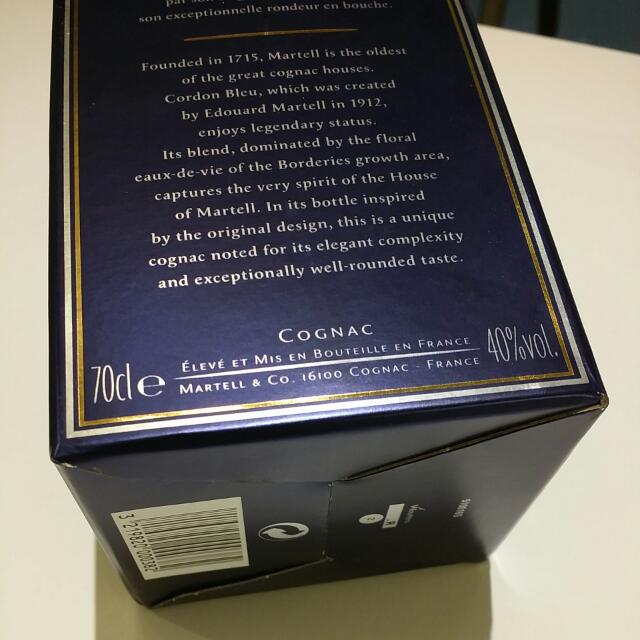 son exceptionnelle rondeur en bouche.
Founded in 1715, Martell is the oldest
of the great cognac houses.
Cordon Bleu, which was created
by Edouard Martell in 1912,
enjoys legendary status.
Its blend, dominated by the floral
eaux-de-vie of the Borderies growth area,
captures the very spirit of the House
of Martell. In its bottle inspired
by the original design, this is a unique
cognac noted for its elegant complexity
and exceptionally well-rounded taste.
COGNAC
70cl e
ÉLEVÉ ET MIS EN BOUTEILLE EN FRANCE
MARTELL & CO. 16100 COGNAC - FRANCE
40%vol.